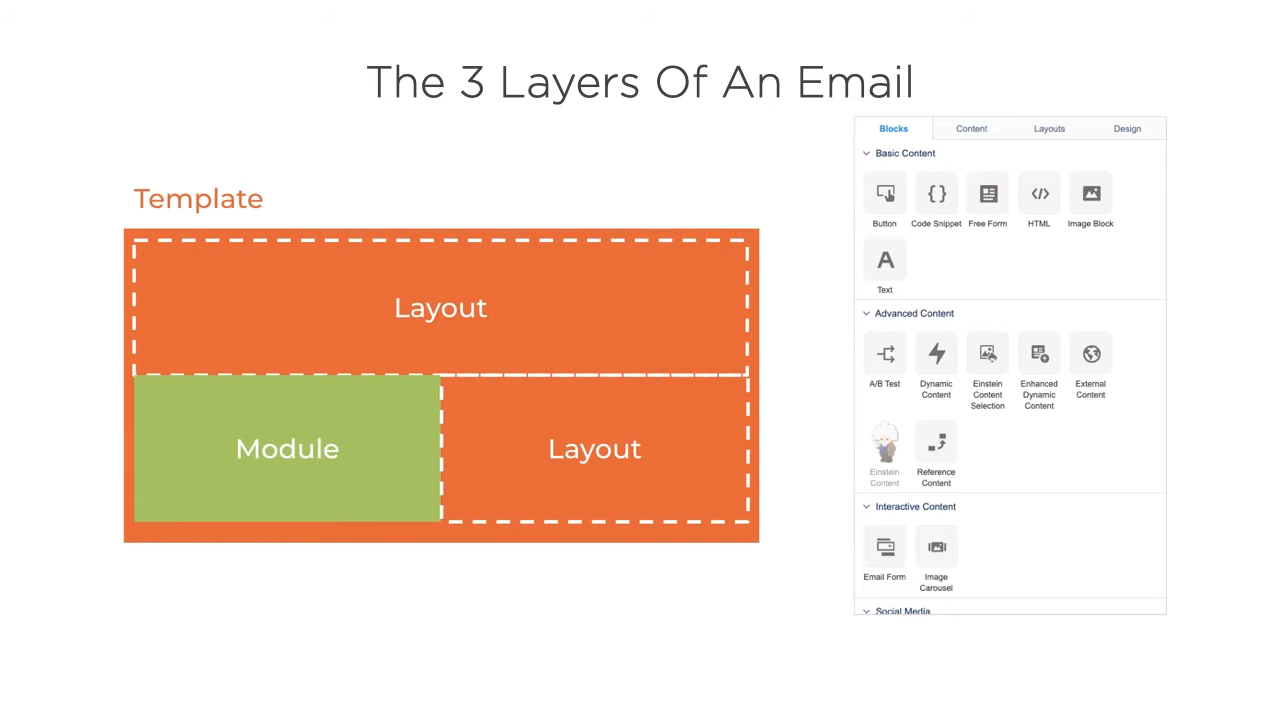 The 3 Layers Of An Email
Template
Layout
Module
Layout
Blocks
Content
Layouts
Design
Basic Content
Button
Code Snippet
Free Form
HTML
Image Block
A
Text
Advanced Content
A/B Test
Dynamic
Content
Einstein
Content
Selection
Enhanced
Dynamic
Content
External
Content
Einstein
Content
Reference
Content
Interactive Content
Email Form
Image
Carousel
Social Media